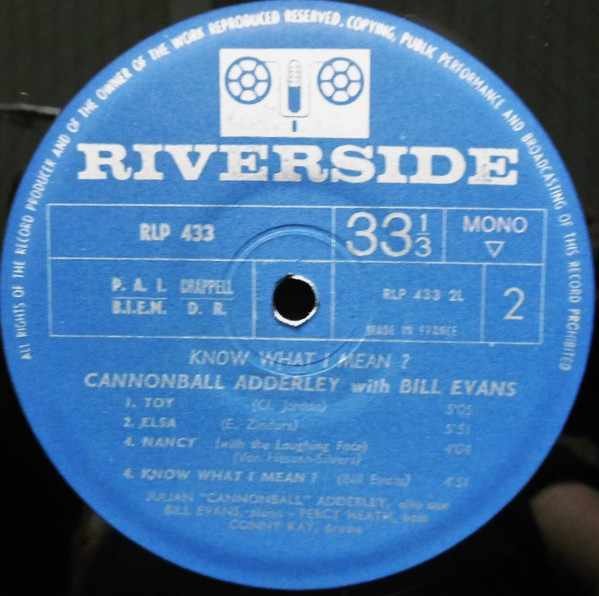 ALL RIGHTS OF THE RECORD PRODUCER AND OF THE OWNER OF THE WORK REPRODUCED RESERVED, COPYING, PUBLIC PERFORMANCE AND BROADCASTING OF THIS RECORD PROHIBITED
RIVERSIDE
RLP 433
33 1/3
MONO
P. A. I. CHAPPELL
B.I.E.M. D. R.
RLP 433 2L
2
MADE IN FRANCE
KNOW WHAT I MEAN ?
CANNONBALL ADDERLEY with BILL EVANS
1. TOY (Cl. Jordan) 5'05
2. ELSA (E. Zindars) 5'51
4. NANCY (with the Laughing Face) 4'04
(Van Heusen-Silvers)
4. KNOW WHAT I MEAN ? (Bill Evans) 4'51
JULIAN "CANNONBALL" ADDERLEY, alto sax
BILL EVANS, piano - PERCY HEATH, bass
CONNY KAY, drums